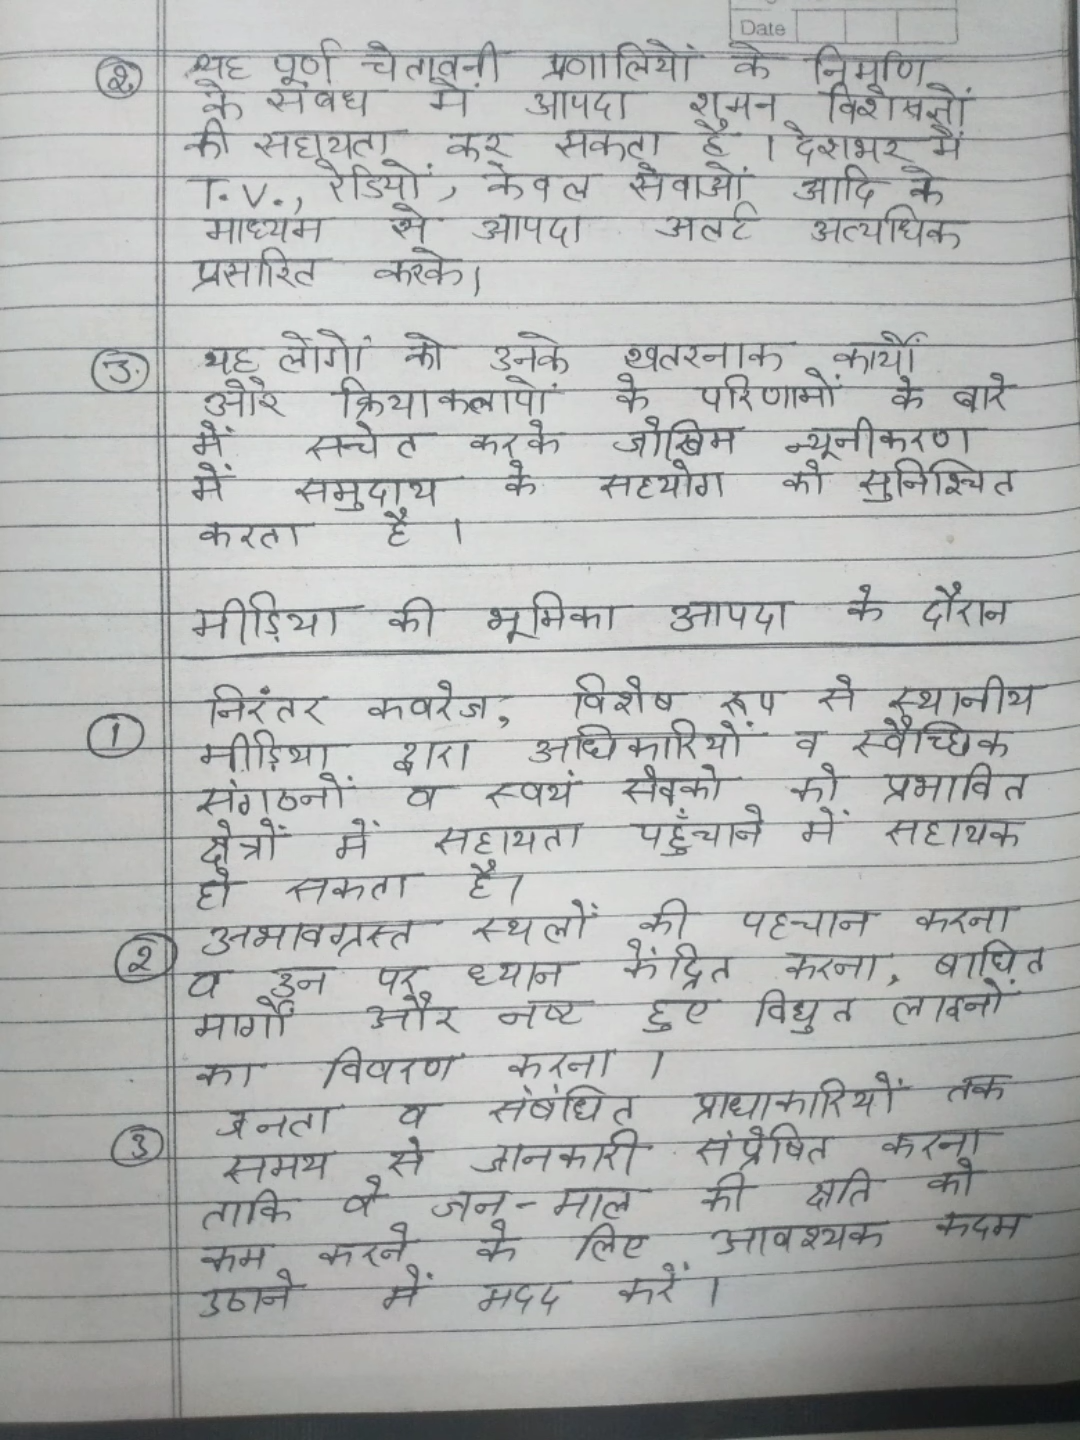 Date
② यह पूर्ण चेतावनी प्रणालियों के निर्माण
के संबंध में आपदा शमन विशेषज्ञों
की सहायता कर सकता है । देशभर में
T.V., रेडियों, केवल सेवाओं आदि के
माध्यम से आपदा अलर्ट अत्यधिक
प्रसारित करके।
③ यह लोगों को उनके खतरनाक कार्यों
और क्रियाकलापों के परिणामों के बारे
में सचेत करके जोखिम न्यूनीकरण
में समुदाय के सहयोग को सुनिश्चित
करता है ।
मीडिया की भूमिका आपदा के दौरान
① निरंतर कवरेज, विशेष रूप से स्थानीय
मीडिया द्वारा अधिकारियों व स्वैच्छिक
संगठनों व स्वयं सेवको को प्रभावित
क्षेत्रों में सहायता पहुँचाने में सहायक
हो सकता है।
② अभावग्रस्त स्थलों की पहचान करना
व उन पर ध्यान केंद्रित करना, बाधित
मार्गों और नष्ट हुए विद्युत लाइनों
का विवरण करना ।
③ जनता व संबंधित प्राधाकारियों तक
समय से जानकारी संप्रेषित करना
ताकि वे जन-माल की क्षति को
कम करने के लिए आवश्यक कदम
उठाने में मदद करें ।